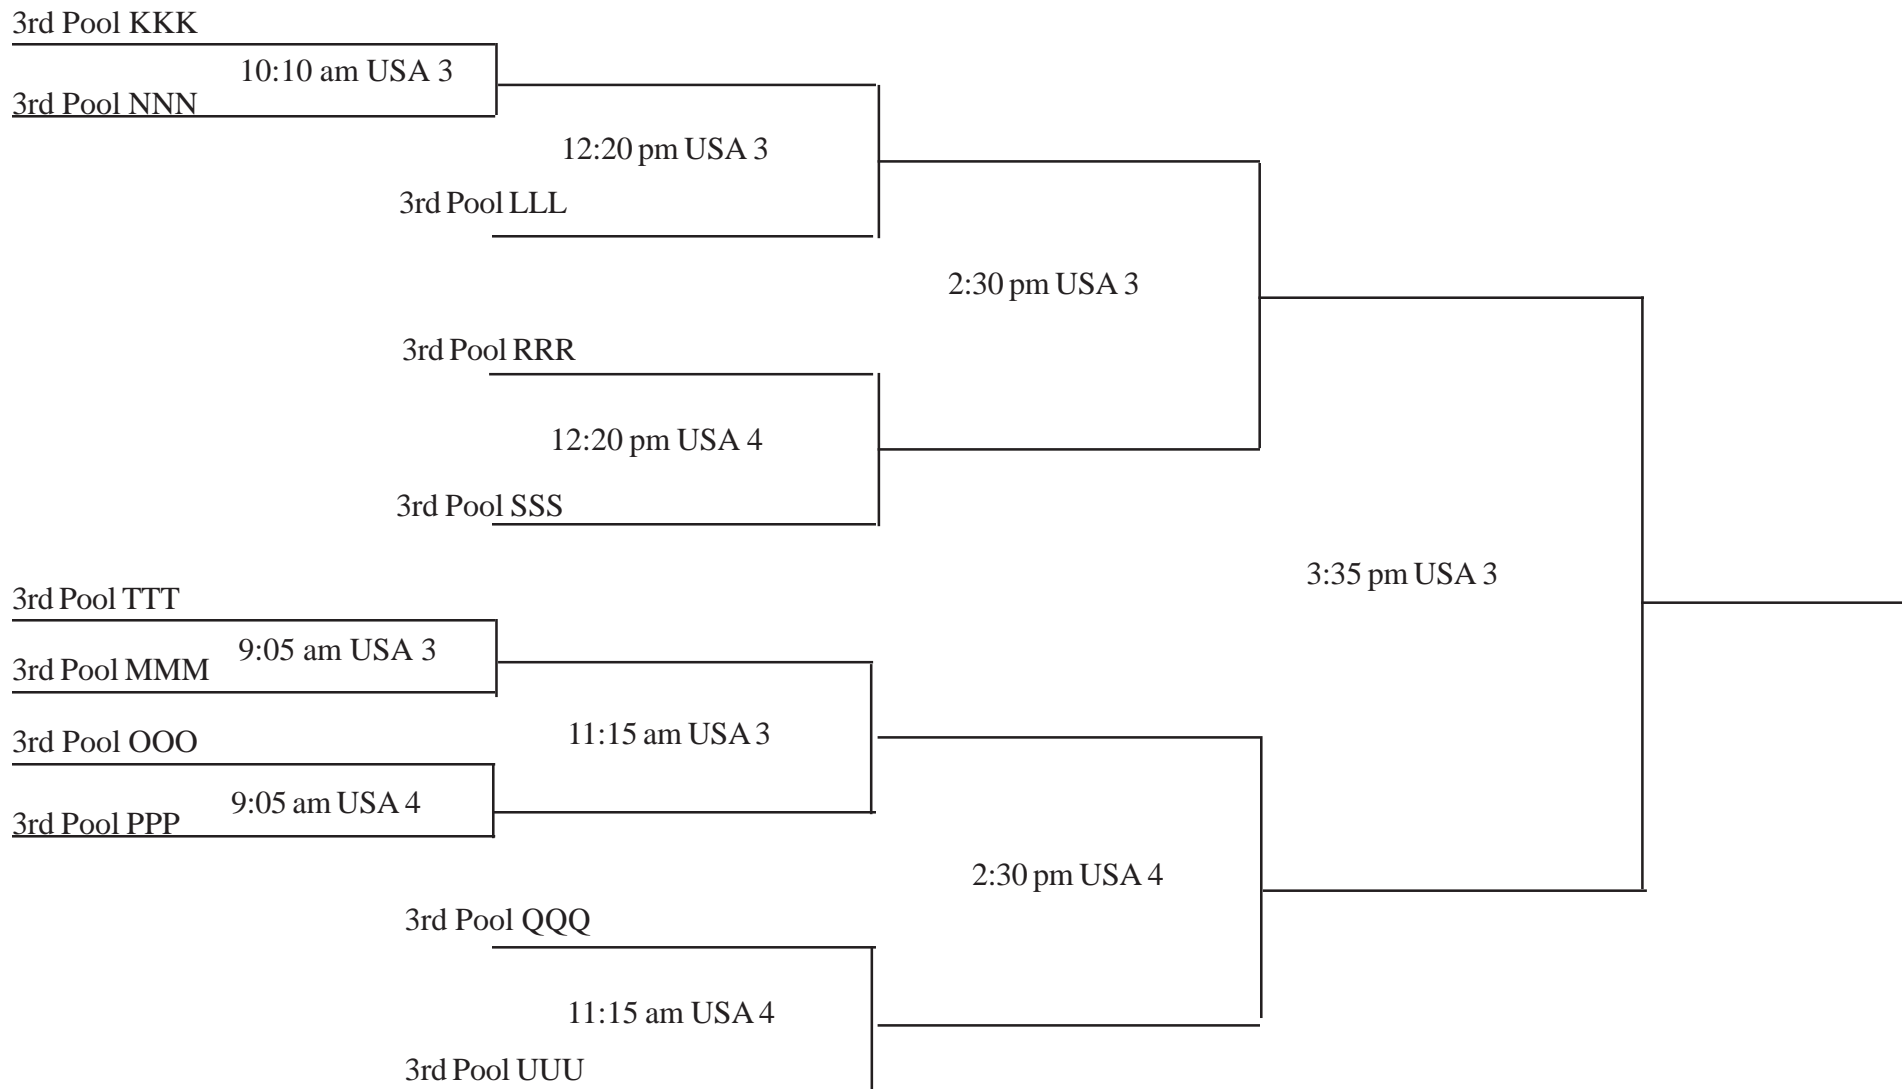 3rd Pool KKK
10:10 am USA 3
3rd Pool NNN
12:20 pm USA 3
3rd Pool LLL
2:30 pm USA 3
3rd Pool RRR
12:20 pm USA 4
3rd Pool SSS
3:35 pm USA 3
3rd Pool TTT
9:05 am USA 3
3rd Pool MMM
11:15 am USA 3
3rd Pool OOO
9:05 am USA 4
3rd Pool PPP
2:30 pm USA 4
3rd Pool QQQ
11:15 am USA 4
3rd Pool UUU